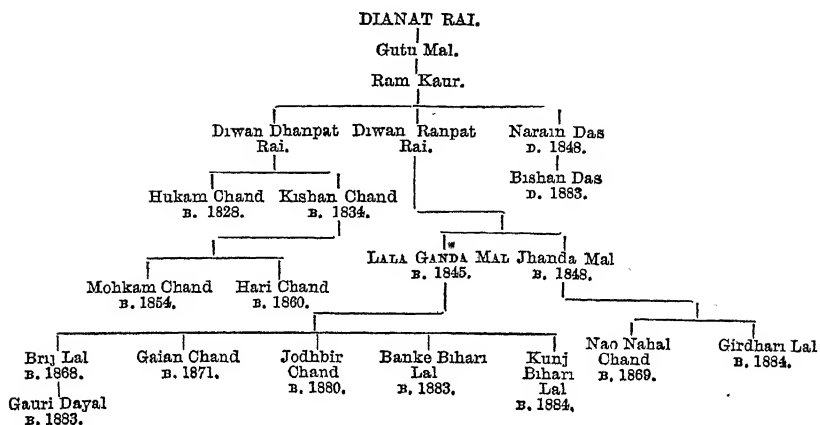 DIANAT RAI.
Gutu Mal.
Ram Kaur.
Diwan Dhanpat Rai.
Diwan Ranpat Rai.
Narain Das
D. 1848.
Bishan Das
D. 1883.
Hukam Chand
B. 1828.
Kishan Chand
B. 1834.
LALA GANDA MAL
B. 1845.
Jhanda Mal
B. 1848.
Mohkam Chand
B. 1854.
Hari Chand
B. 1860.
Brij Lal
B. 1868.
Gaian Chand
B. 1871.
Jodhbir
Chand
B. 1880.
Banke Bihari
Lal
B. 1883.
Kunj
Bihari
Lal
B. 1884.
Nao Nahal
Chand
B. 1869.
Girdhari Lal
B. 1884.
Gauri Dayal
B. 1883.